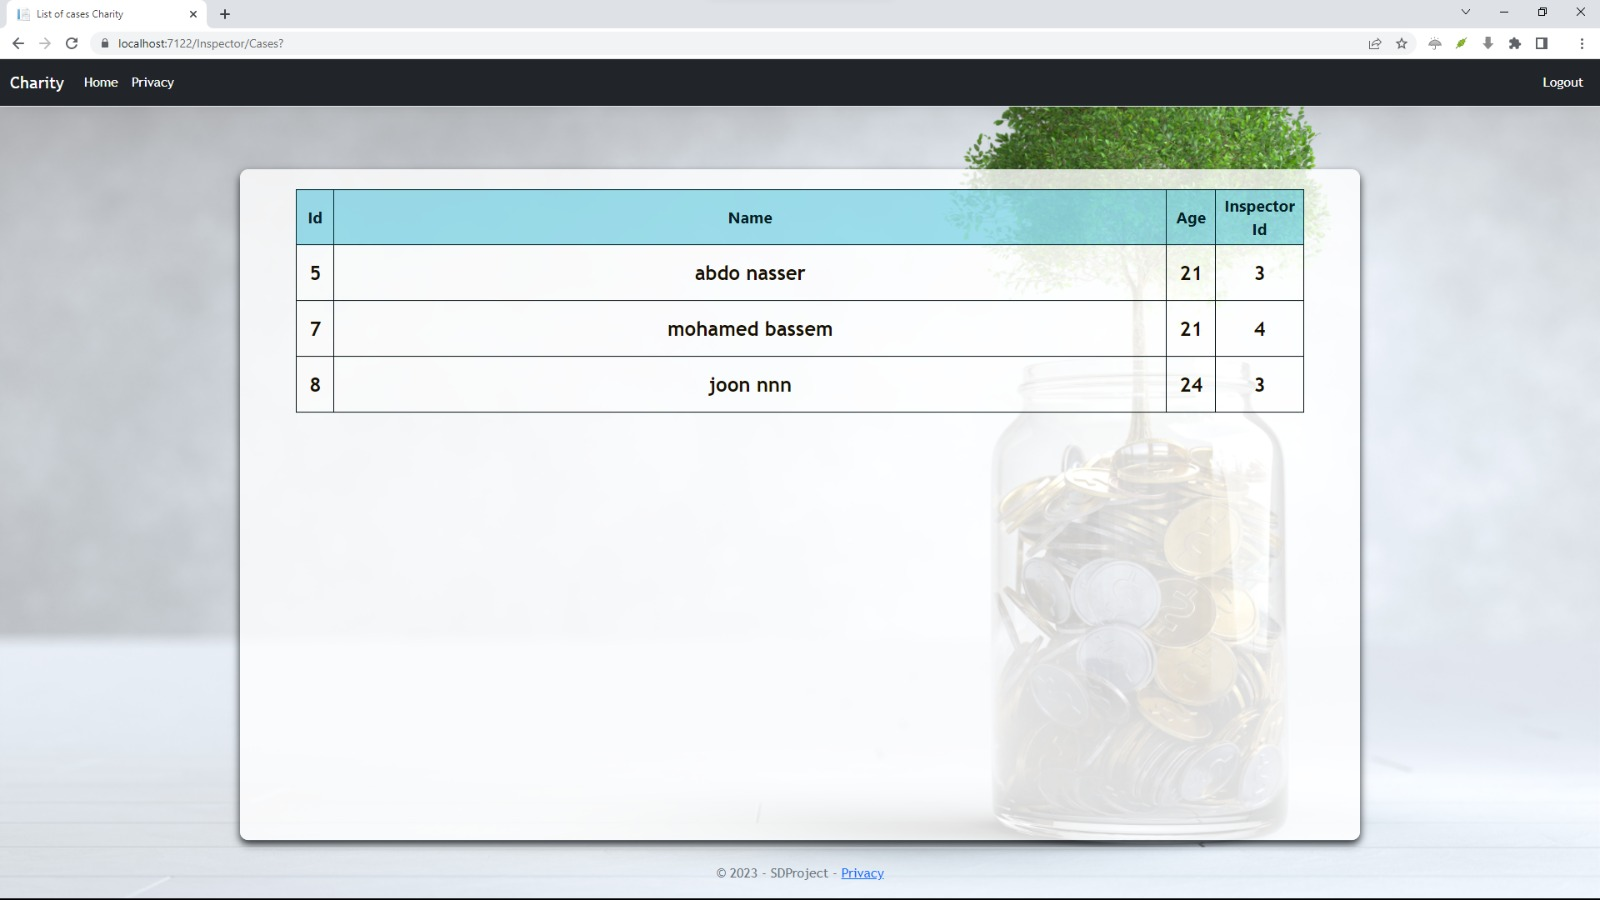 List of cases Charity
localhost:7122/Inspector/Cases?
Charity Home Privacy Logout
Id Name Age Inspector Id
5 abdo nasser 21 3
7 mohamed bassem 21 4
8 joon nnn 24 3
© 2023 - SDProject - Privacy